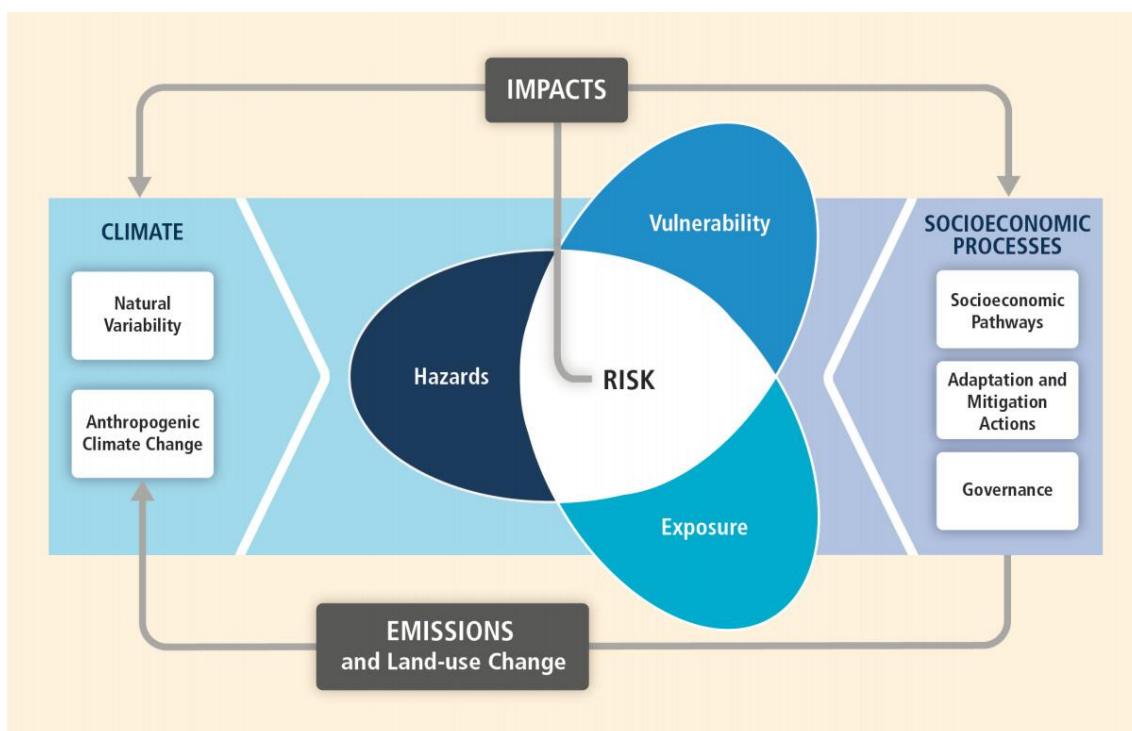 IMPACTS
CLIMATE
Natural
Variability
Anthropogenic
Climate Change
Vulnerability
Hazards
RISK
Exposure
SOCIOECONOMIC
PROCESSES
Socioeconomic
Pathways
Adaptation and
Mitigation
Actions
Governance
EMISSIONS
and Land-use Change